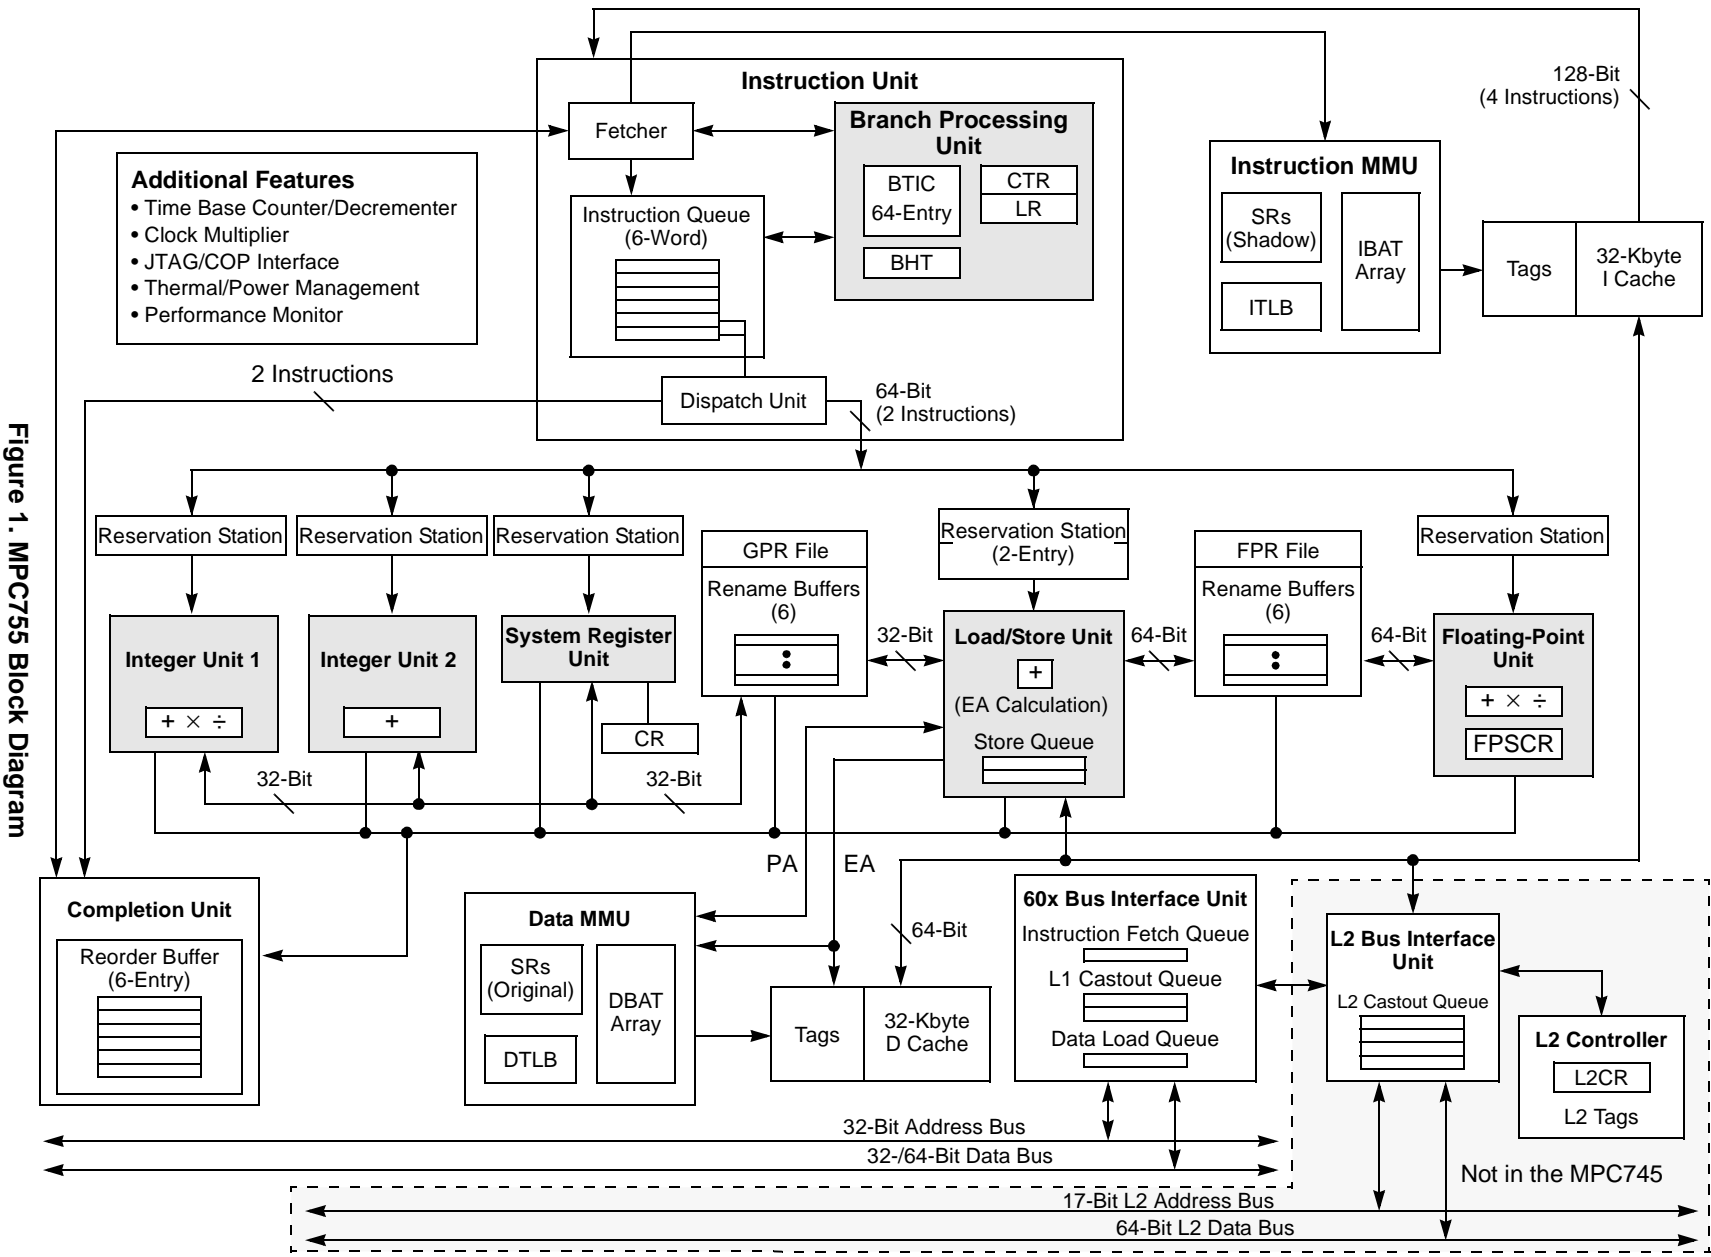 Instruction Unit
128-Bit
(4 Instructions)
Fetcher
Branch Processing
Unit
BTIC
64-Entry
CTR
LR
BHT
Instruction Queue
(6-Word)
Dispatch Unit
64-Bit
(2 Instructions)
2 Instructions
Additional Features
• Time Base Counter/Decrementer
• Clock Multiplier
• JTAG/COP Interface
• Thermal/Power Management
• Performance Monitor
Instruction MMU
SRs
(Shadow)
ITLB
IBAT
Array
Tags
32-Kbyte
I Cache
Figure 1. MPC755 Block Diagram
Reservation Station
Reservation Station
Reservation Station
Reservation Station
(2-Entry)
Reservation Station
Integer Unit 1
+ × ÷
Integer Unit 2
+
System Register
Unit
CR
GPR File
Rename Buffers
(6)
32-Bit
Load/Store Unit
+
(EA Calculation)
Store Queue
64-Bit
FPR File
Rename Buffers
(6)
64-Bit
Floating-Point
Unit
+ × ÷
FPSCR
32-Bit
32-Bit
PA
EA
Completion Unit
Reorder Buffer
(6-Entry)
Data MMU
SRs
(Original)
DTLB
DBAT
Array
64-Bit
Tags
32-Kbyte
D Cache
60x Bus Interface Unit
Instruction Fetch Queue
L1 Castout Queue
Data Load Queue
L2 Bus Interface
Unit
L2 Castout Queue
L2 Controller
L2CR
L2 Tags
32-Bit Address Bus
32-/64-Bit Data Bus
Not in the MPC745
17-Bit L2 Address Bus
64-Bit L2 Data Bus